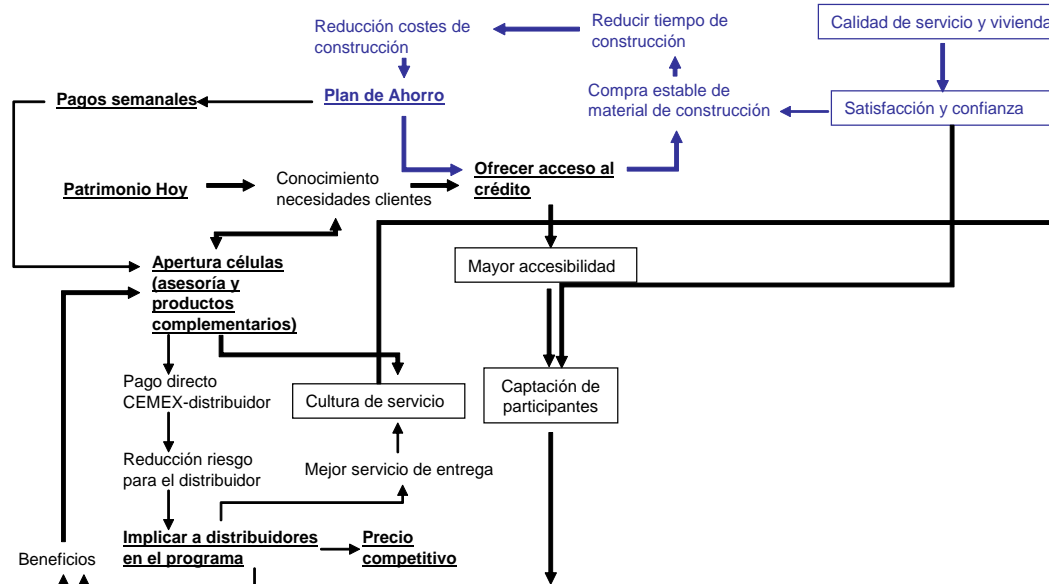 Reducción costes de
construcción
Reducir tiempo de
construcción
Calidad de servicio y vivienda
Pagos semanales
Plan de Ahorro
Compra estable de
material de construcción
Satisfacción y confianza
Patrimonio Hoy
Conocimiento
necesidades clientes
Ofrecer acceso al
crédito
Apertura células
(asesoría y
productos
complementarios)
Mayor accesibilidad
Pago directo
CEMEX-distribuidor
Cultura de servicio
Captación de
participantes
Reducción riesgo
para el distribuidor
Mejor servicio de entrega
Beneficios
Implicar a distribuidores
en el programa
Precio
competitivo